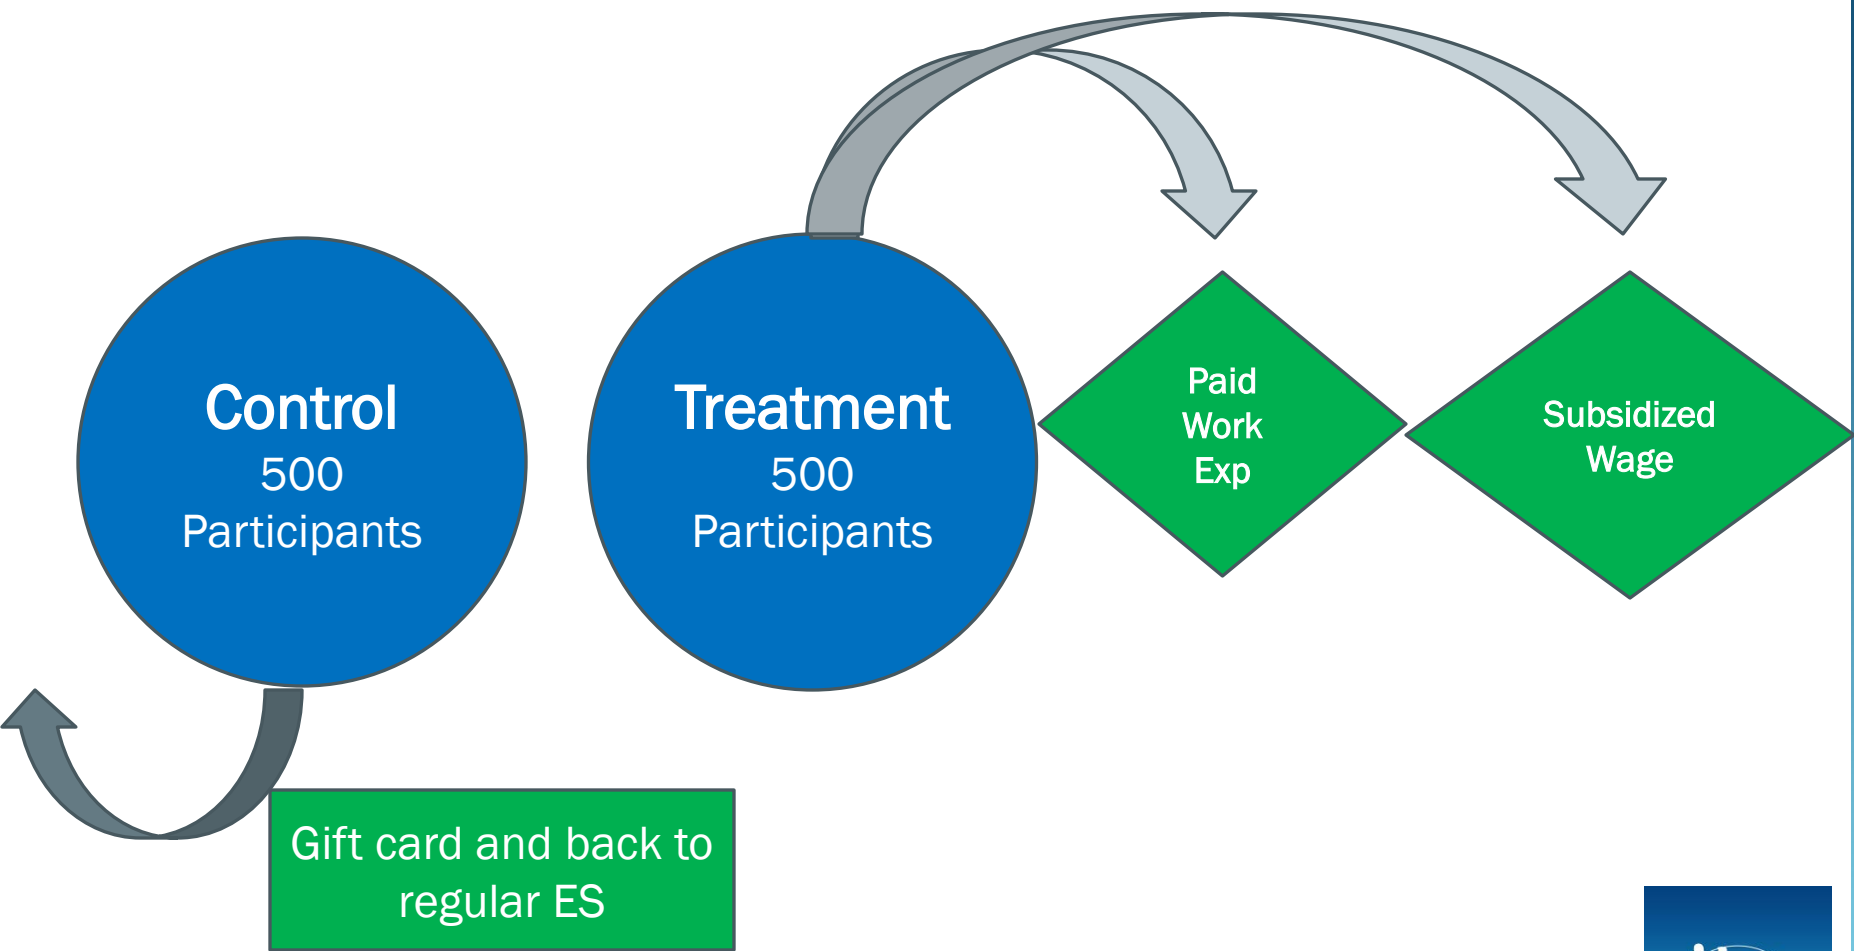 Control
500
Participants
Treatment
500
Participants
Paid
Work
Exp
Subsidized
Wage
Gift card and back to
regular ES